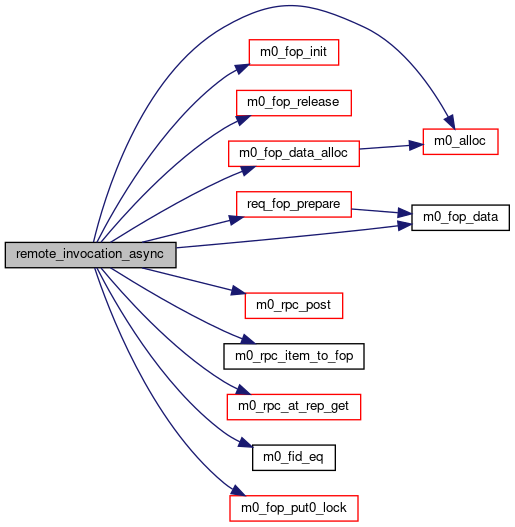 m0_fop_init
m0_fop_release
m0_alloc
m0_fop_data_alloc
req_fop_prepare
m0_fop_data
remote_invocation_async
m0_rpc_post
m0_rpc_item_to_fop
m0_rpc_at_rep_get
m0_fid_eq
m0_fop_put0_lock